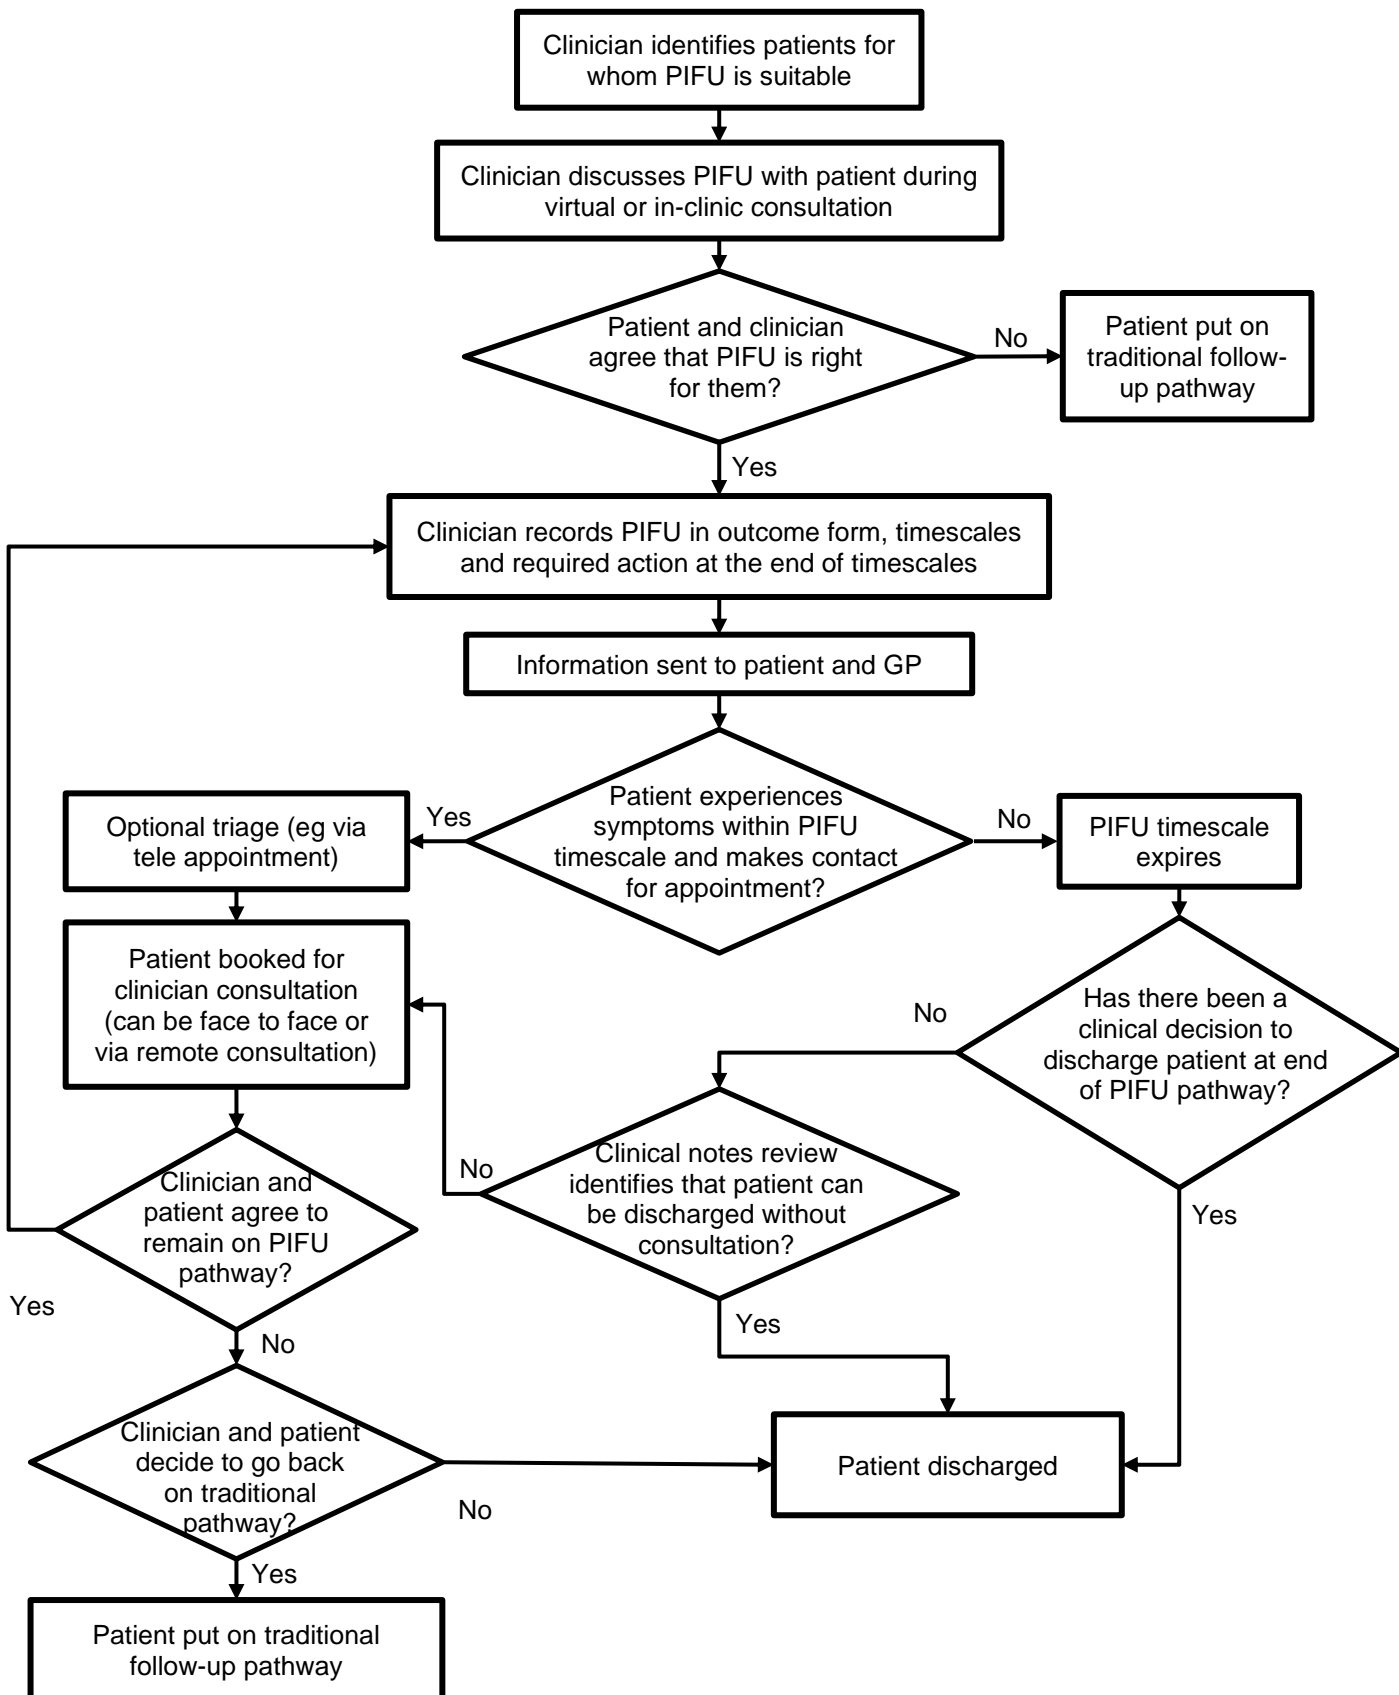 Clinician identifies patients for
whom PIFU is suitable
Clinician discusses PIFU with patient during
virtual or in-clinic consultation
Patient and clinician
agree that PIFU is right
for them?
No
Patient put on
traditional follow-
up pathway
Yes
Clinician records PIFU in outcome form, timescales
and required action at the end of timescales
Information sent to patient and GP
Patient experiences
symptoms within PIFU
timescale and makes contact
for appointment?
Yes
Optional triage (eg via
tele appointment)
No
PIFU timescale
expires
Patient booked for
clinician consultation
(can be face to face or
via remote consultation)
Has there been a
clinical decision to
discharge patient at end
of PIFU pathway?
No
Clinical notes review
identifies that patient can
be discharged without
consultation?
No
Yes
Clinician and
patient agree to
remain on PIFU
pathway?
Yes
No
Yes
Clinician and patient
decide to go back
on traditional
pathway?
No
Patient discharged
Yes
Patient put on traditional
follow-up pathway